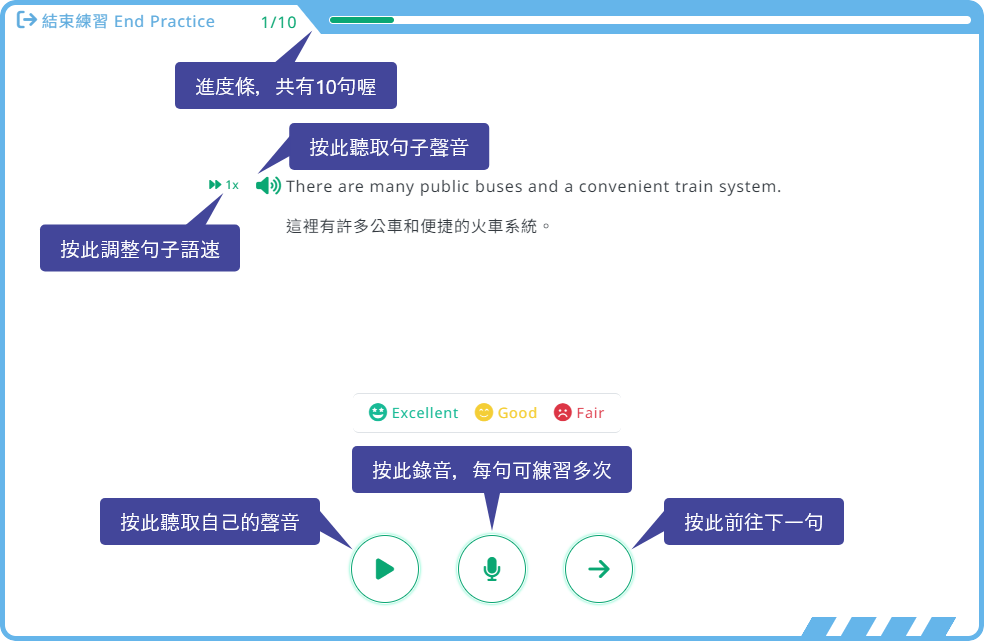 結束練習 End Practice
1/10
進度條，共有10句喔
按此聽取句子聲音
1x
There are many public buses and a convenient train system.
這裡有許多公車和便捷的火車系統。
按此調整句子語速
Excellent Good Fair
按此錄音，每句可練習多次
按此聽取自己的聲音
按此前往下一句